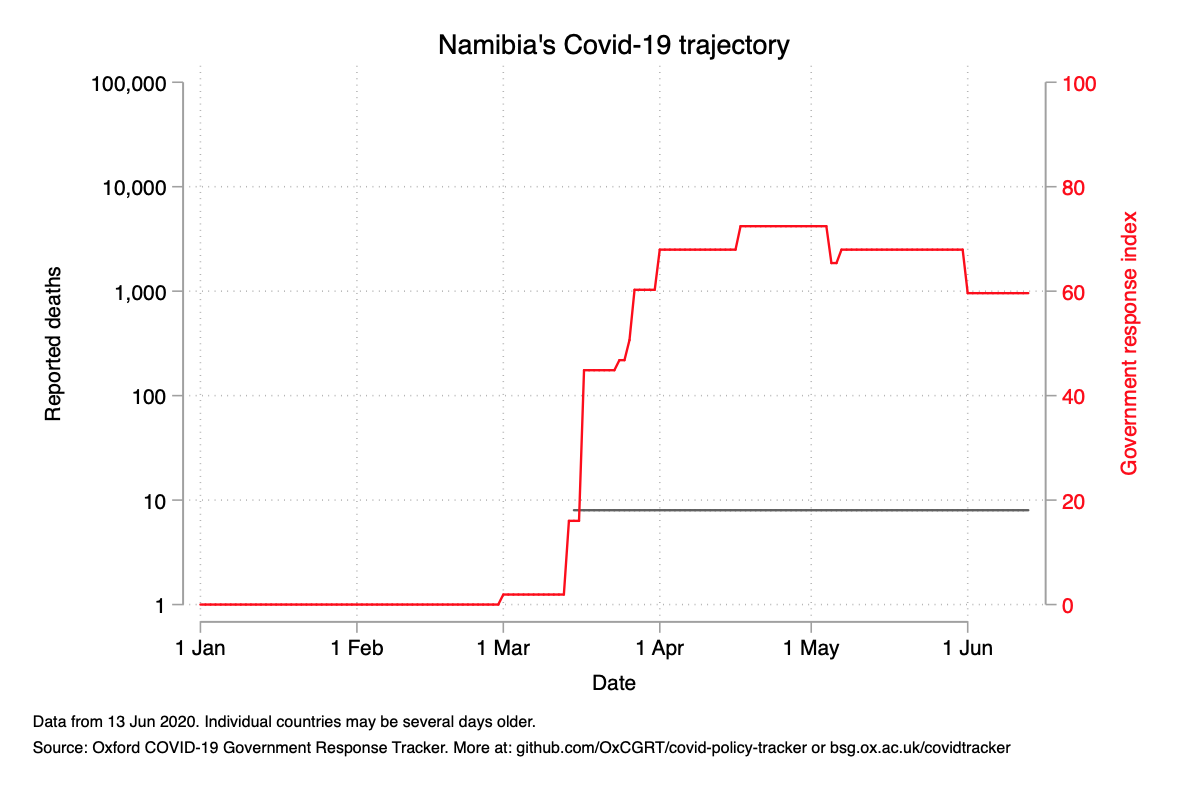 Namibia's Covid-19 trajectory
100,000
10,000
1,000
100
10
1
Reported deaths
100
80
60
40
20
0
Government response index
1 Jan
1 Feb
1 Mar
1 Apr
1 May
1 Jun
Date
Data from 13 Jun 2020. Individual countries may be several days older.
Source: Oxford COVID-19 Government Response Tracker. More at: github.com/OxCGRT/covid-policy-tracker or bsg.ox.ac.uk/covidtracker